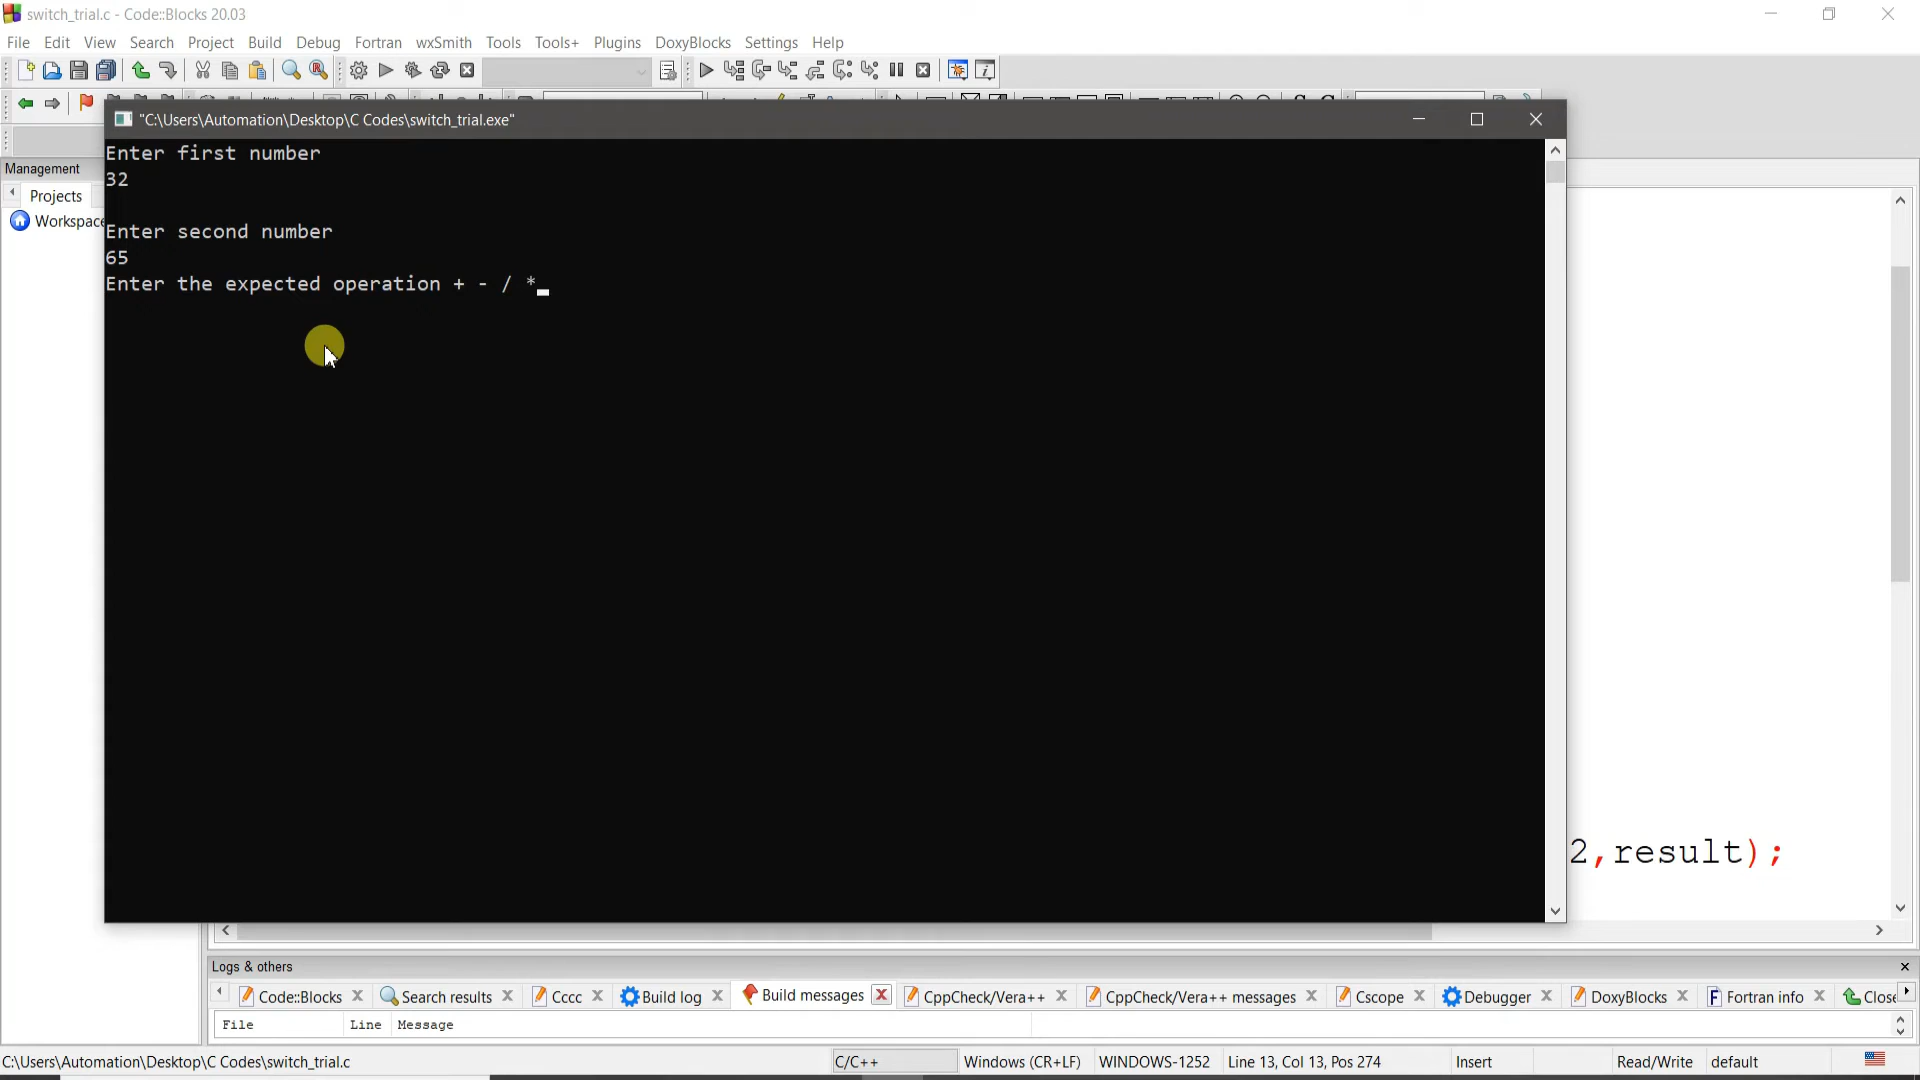 switch_trial.c - Code::Blocks 20.03
File Edit View Search Project Build Debug Fortran wxSmith Tools Tools+ Plugins DoxyBlocks Settings Help
"C:\Users\Automation\Desktop\C Codes\switch_trial.exe"
Management
Projects
Workspace
Enter first number
32
Enter second number
65
Enter the expected operation + - / *
2,result);
Logs & others
Code::Blocks Search results Cccc Build log Build messages CppCheck/Vera++ CppCheck/Vera++ messages Cscope Debugger DoxyBlocks Fortran info Close
File Line Message
C:\Users\Automation\Desktop\C Codes\switch_trial.c C/C++ Windows (CR+LF) WINDOWS-1252 Line 13, Col 13, Pos 274 Insert Read/Write default